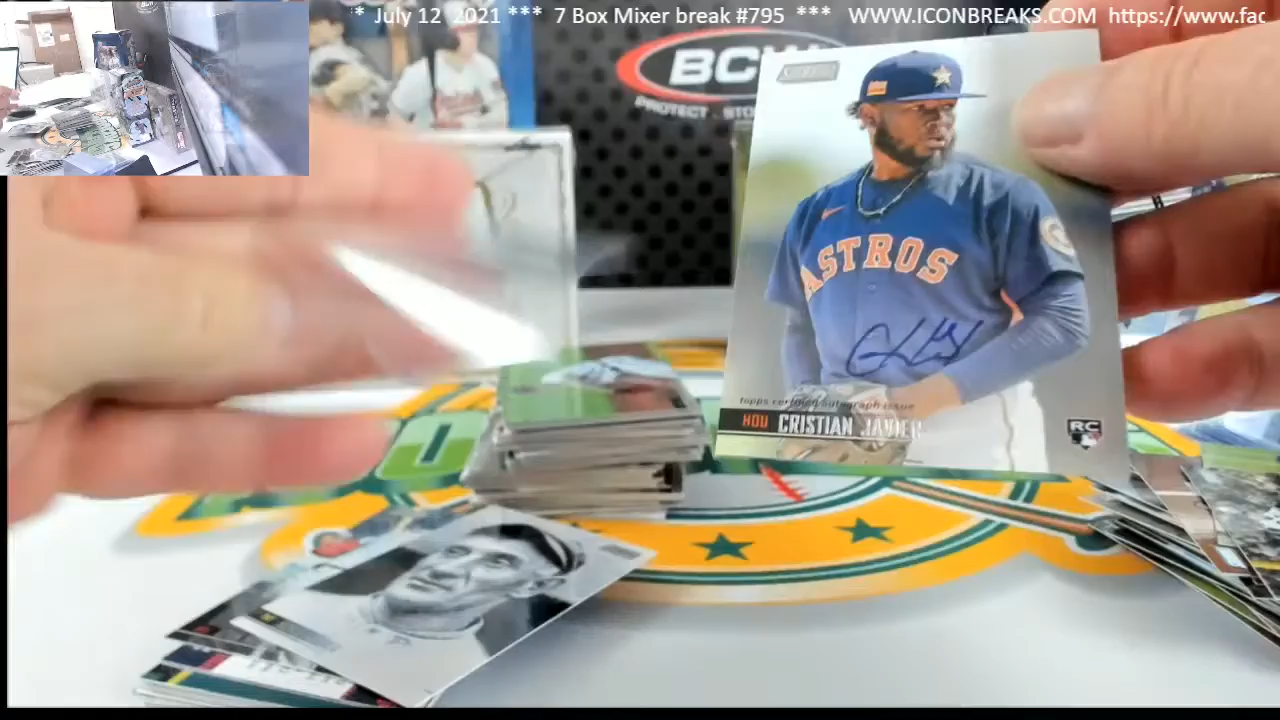 * July 12 2021 *** 7 Box Mixer break #795 *** WWW.ICONBREAKS.COM https://www.fac
BCW
PROTECT · STO
ASTROS
topps certified autograph issue
HOU CRISTIAN JAVIER
RC